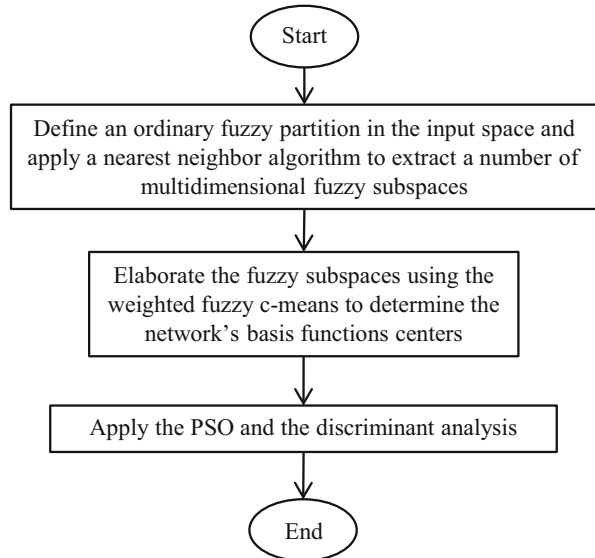 Start
Define an ordinary fuzzy partition in the input space and
apply a nearest neighbor algorithm to extract a number of
multidimensional fuzzy subspaces
Elaborate the fuzzy subspaces using the
weighted fuzzy c-means to determine the
network’s basis functions centers
Apply the PSO and the discriminant analysis
End